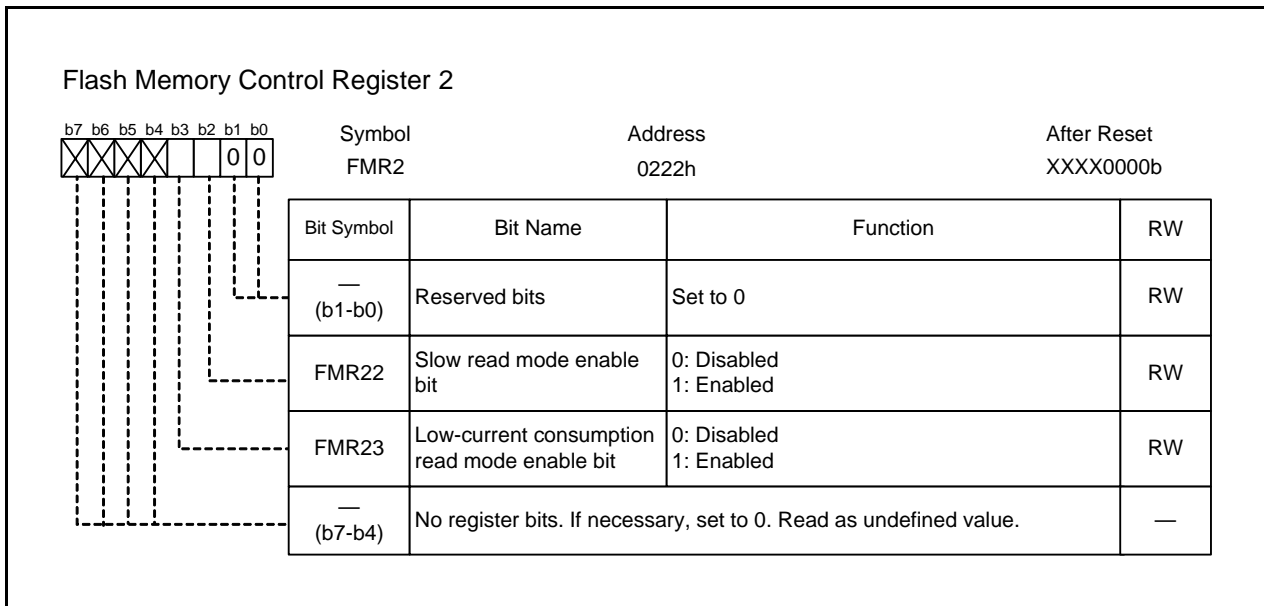 Flash Memory Control Register 2
b7 b6 b5 b4 b3 b2 b1 b0
0 0
Symbol Address After Reset
FMR2 0222h XXXX0000b
Bit Symbol Bit Name Function RW
—
(b1-b0) Reserved bits Set to 0 RW
FMR22 Slow read mode enable
bit 0: Disabled
1: Enabled RW
FMR23 Low-current consumption
read mode enable bit 0: Disabled
1: Enabled RW
—
(b7-b4) No register bits. If necessary, set to 0. Read as undefined value. —